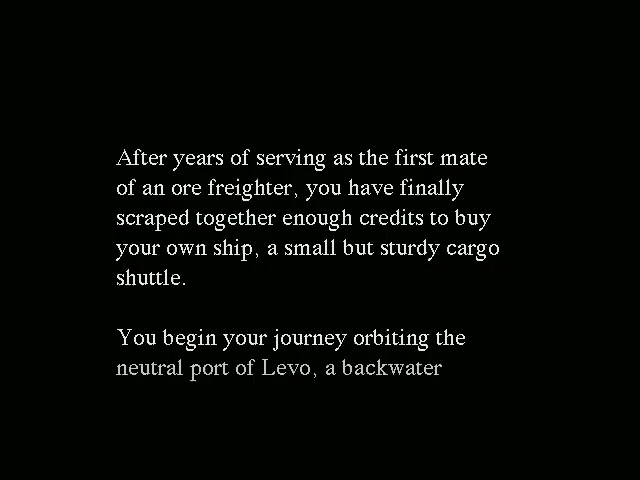 After years of serving as the first mate
of an ore freighter, you have finally
scraped together enough credits to buy
your own ship, a small but sturdy cargo
shuttle.
You begin your journey orbiting the
neutral port of Levo, a backwater